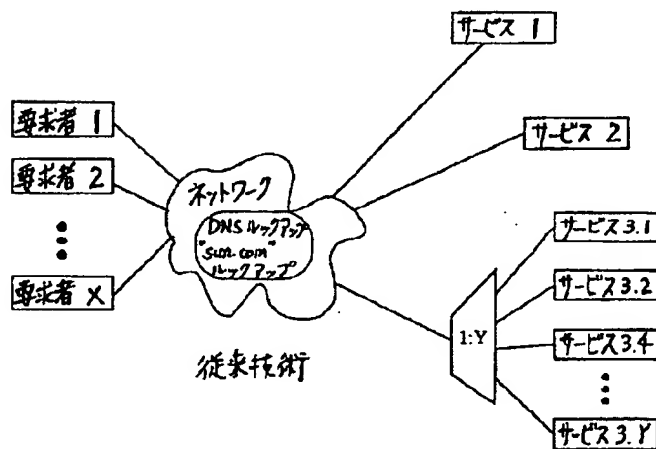 サービス 1
サービス 2
要求者 1
要求者 2
要求者 X
ネットワーク
DNS ルックアップ
"sun.com"
ルックアップ
1:Y
サービス3.1
サービス3.2
サービス3.4
サービス3.Y
従来技術